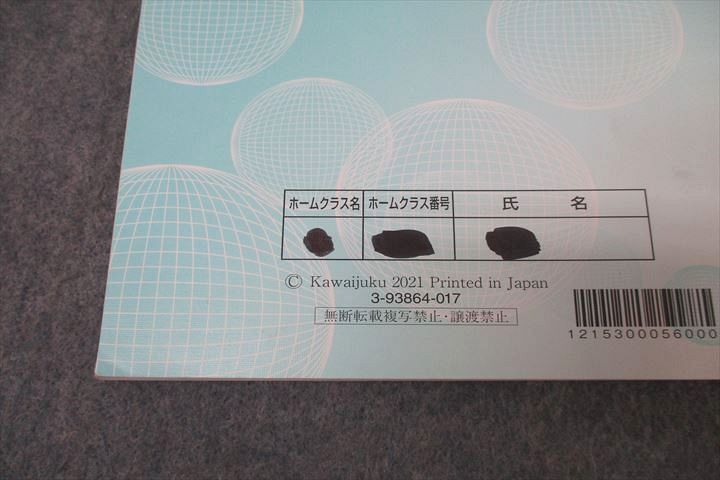 ホームクラス名 ホームクラス番号 氏 名
© Kawaijuku 2021 Printed in Japan
3-93864-017
無断転載複写禁止・譲渡禁止
1215300056000